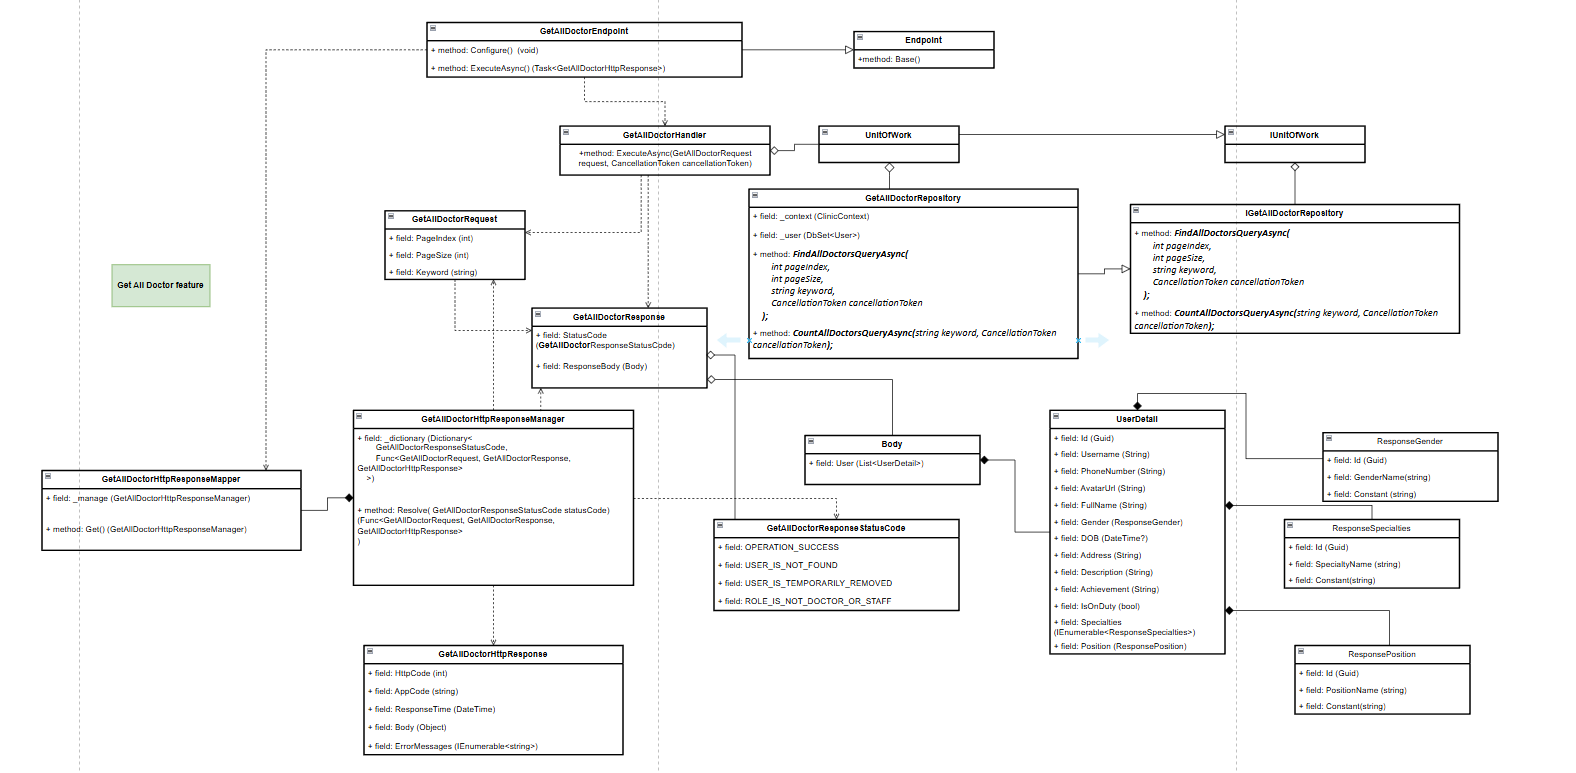 GetAllDoctorEndpoint
+ method: Configure()  (void)
+ method: ExecuteAsync() (Task<GetAllDoctorHttpResponse>)
Endpoint
+method: Base()
GetAllDoctorHandler
+method: ExecuteAsync(GetAllDoctorRequest
request, CancellationToken cancellationToken)
UnitOfWork
IUnitOfWork
GetAllDoctorRequest
+ field: PageIndex (int)
+ field: PageSize (int)
+ field: Keyword (string)
GetAllDoctorRepository
+ field: _context (ClinicContext)
+ field: _user (DbSet<User>)
+ method: FindAllDoctorsQueryAsync(
int pageIndex,
int pageSize,
string keyword,
CancellationToken cancellationToken
);
+ method: CountAllDoctorsQueryAsync(string keyword, CancellationToken
cancellationToken);
IGetAllDoctorRepository
+ method: FindAllDoctorsQueryAsync(
int pageIndex,
int pageSize,
string keyword,
CancellationToken cancellationToken
);
+ method: CountAllDoctorsQueryAsync(string keyword, CancellationToken
cancellationToken);
Get All Doctor feature
GetAllDoctorResponse
+ field: StatusCode
(GetAllDoctorResponseStatusCode)
+ field: ResponseBody (Body)
GetAllDoctorHttpResponseManager
+ field: _dictionary (Dictionary<
GetAllDoctorResponseStatusCode,
Func<GetAllDoctorRequest, GetAllDoctorResponse,
GetAllDoctorHttpResponse>
>)
+ method: Resolve( GetAllDoctorResponseStatusCode statusCode)
(Func<GetAllDoctorRequest, GetAllDoctorResponse,
GetAllDoctorHttpResponse>
)
GetAllDoctorHttpResponseMapper
+ field: _manage (GetAllDoctorHttpResponseManager)
+ method: Get() (GetAllDoctorHttpResponseManager)
Body
+ field: User (List<UserDetail>)
GetAllDoctorResponseStatusCode
+ field: OPERATION_SUCCESS
+ field: USER_IS_NOT_FOUND
+ field: USER_IS_TEMPORARILY_REMOVED
+ field: ROLE_IS_NOT_DOCTOR_OR_STAFF
UserDetail
+ field: Id (Guid)
+ field: Username (String)
+ field: PhoneNumber (String)
+ field: AvatarUrl (String)
+ field: FullName (String)
+ field: Gender (ResponseGender)
+ field: DOB (DateTime?)
+ field: Address (String)
+ field: Description (String)
+ field: Achievement (String)
+ field: IsOnDuty (bool)
+ field: Specialties
(IEnumerable<ResponseSpecialties>)
+ field: Position (ResponsePosition)
ResponseGender
+ field: Id (Guid)
+ field: GenderName(string)
+ field: Constant (string)
ResponseSpecialties
+ field: Id (Guid)
+ field: SpecialtyName (string)
+ field: Constant(string)
ResponsePosition
+ field: Id (Guid)
+ field: PositionName (string)
+ field: Constant(string)
GetAllDoctorHttpResponse
+ field: HttpCode (int)
+ field: AppCode (string)
+ field: ResponseTime (DateTime)
+ field: Body (Object)
+ field: ErrorMessages (IEnumerable<string>)